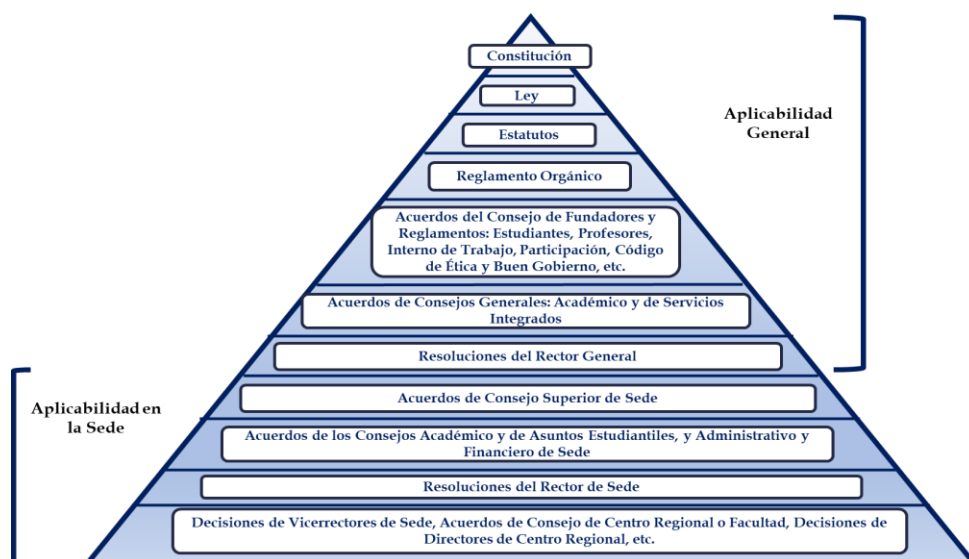 Constitución
Ley
Estatutos
Reglamento Orgánico
Acuerdos del Consejo de Fundadores y
Reglamentos: Estudiantes, Profesores,
Interno de Trabajo, Participación, Código
de Ética y Buen Gobierno, etc.
Acuerdos de Consejos Generales: Académico y de Servicios
Integrados
Resoluciones del Rector General
Aplicabilidad
General
Acuerdos de Consejo Superior de Sede
Acuerdos de los Consejos Académico y de Asuntos Estudiantiles, y Administrativo y
Financiero de Sede
Resoluciones del Rector de Sede
Decisiones de Vicerrectores de Sede, Acuerdos de Consejo de Centro Regional o Facultad, Decisiones de
Directores de Centro Regional, etc.
Aplicabilidad en
la Sede